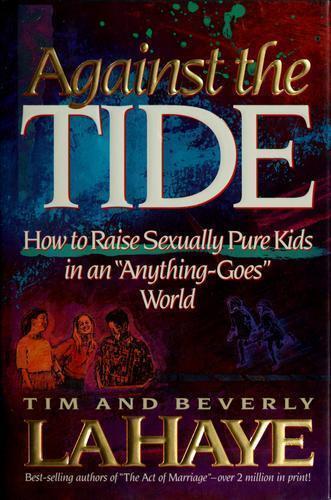 Against the
TIDE
How to Raise Sexually Pure Kids
in an "Anything-Goes"
World
TIM AND BEVERLY
LAHAYE
Best-selling authors of "The Act of Marriage"–over 2 million in print!